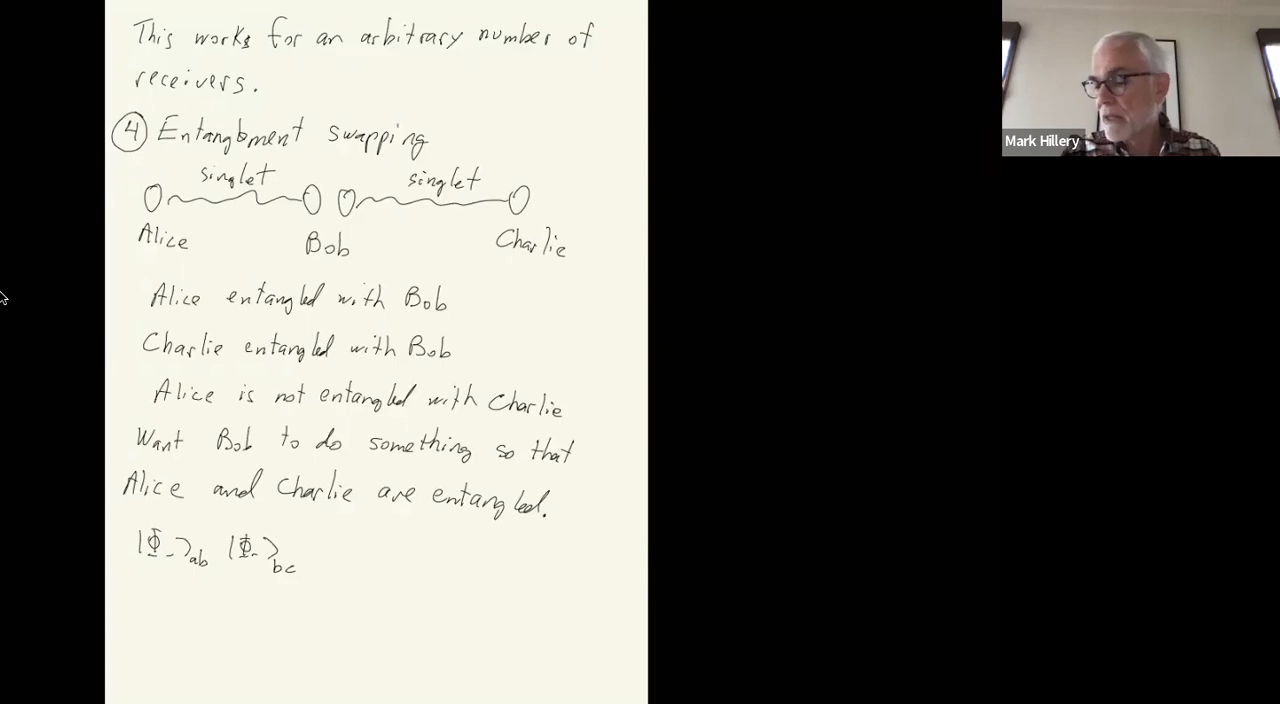 This works for an arbitrary number of
receivers.
④ Entanglement swapping
singlet singlet
Alice Bob Charlie
Alice entangled with Bob
Charlie entangled with Bob
Alice is not entangled with Charlie
Want Bob to do something so that
Alice and Charlie are entangled.
|Φ₋⟩ab |Φ₋⟩bc
Mark Hillery